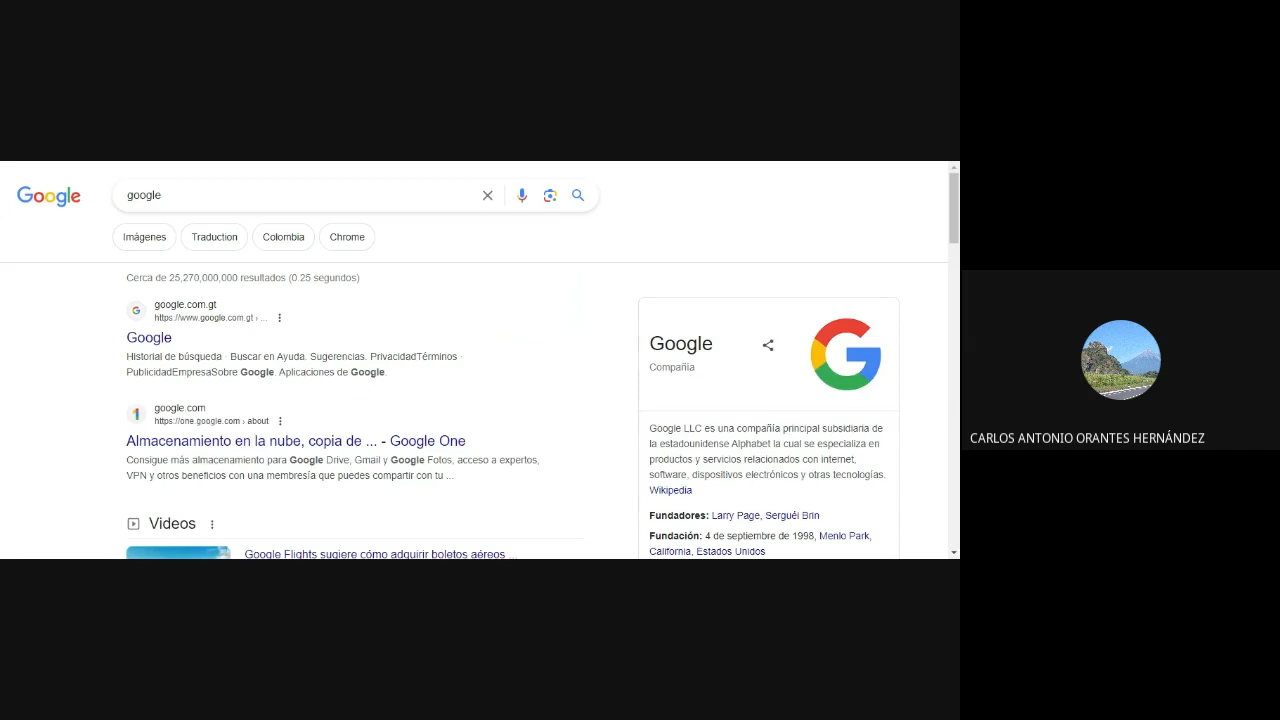 Google
google
Imágenes
Traduction
Colombia
Chrome
Cerca de 25,270,000,000 resultados (0.25 segundos)
google.com.gt
https://www.google.com.gt › ...
Google
Historial de búsqueda · Buscar en Ayuda. Sugerencias. PrivacidadTérminos ·
PublicidadEmpresaSobre Google. Aplicaciones de Google.
google.com
https://one.google.com › about
Almacenamiento en la nube, copia de ... - Google One
Consigue más almacenamiento para Google Drive, Gmail y Google Fotos, acceso a expertos,
VPN y otros beneficios con una membresía que puedes compartir con tu ...
Videos
Google Flights sugiere cómo adquirir boletos aéreos ...
Google
Compañía
Google LLC es una compañía principal subsidiaria de
la estadounidense Alphabet la cual se especializa en
productos y servicios relacionados con internet,
software, dispositivos electrónicos y otras tecnologías.
Wikipedia
Fundadores: Larry Page, Serguéi Brin
Fundación: 4 de septiembre de 1998, Menlo Park,
California, Estados Unidos
CARLOS ANTONIO ORANTES HERNÁNDEZ